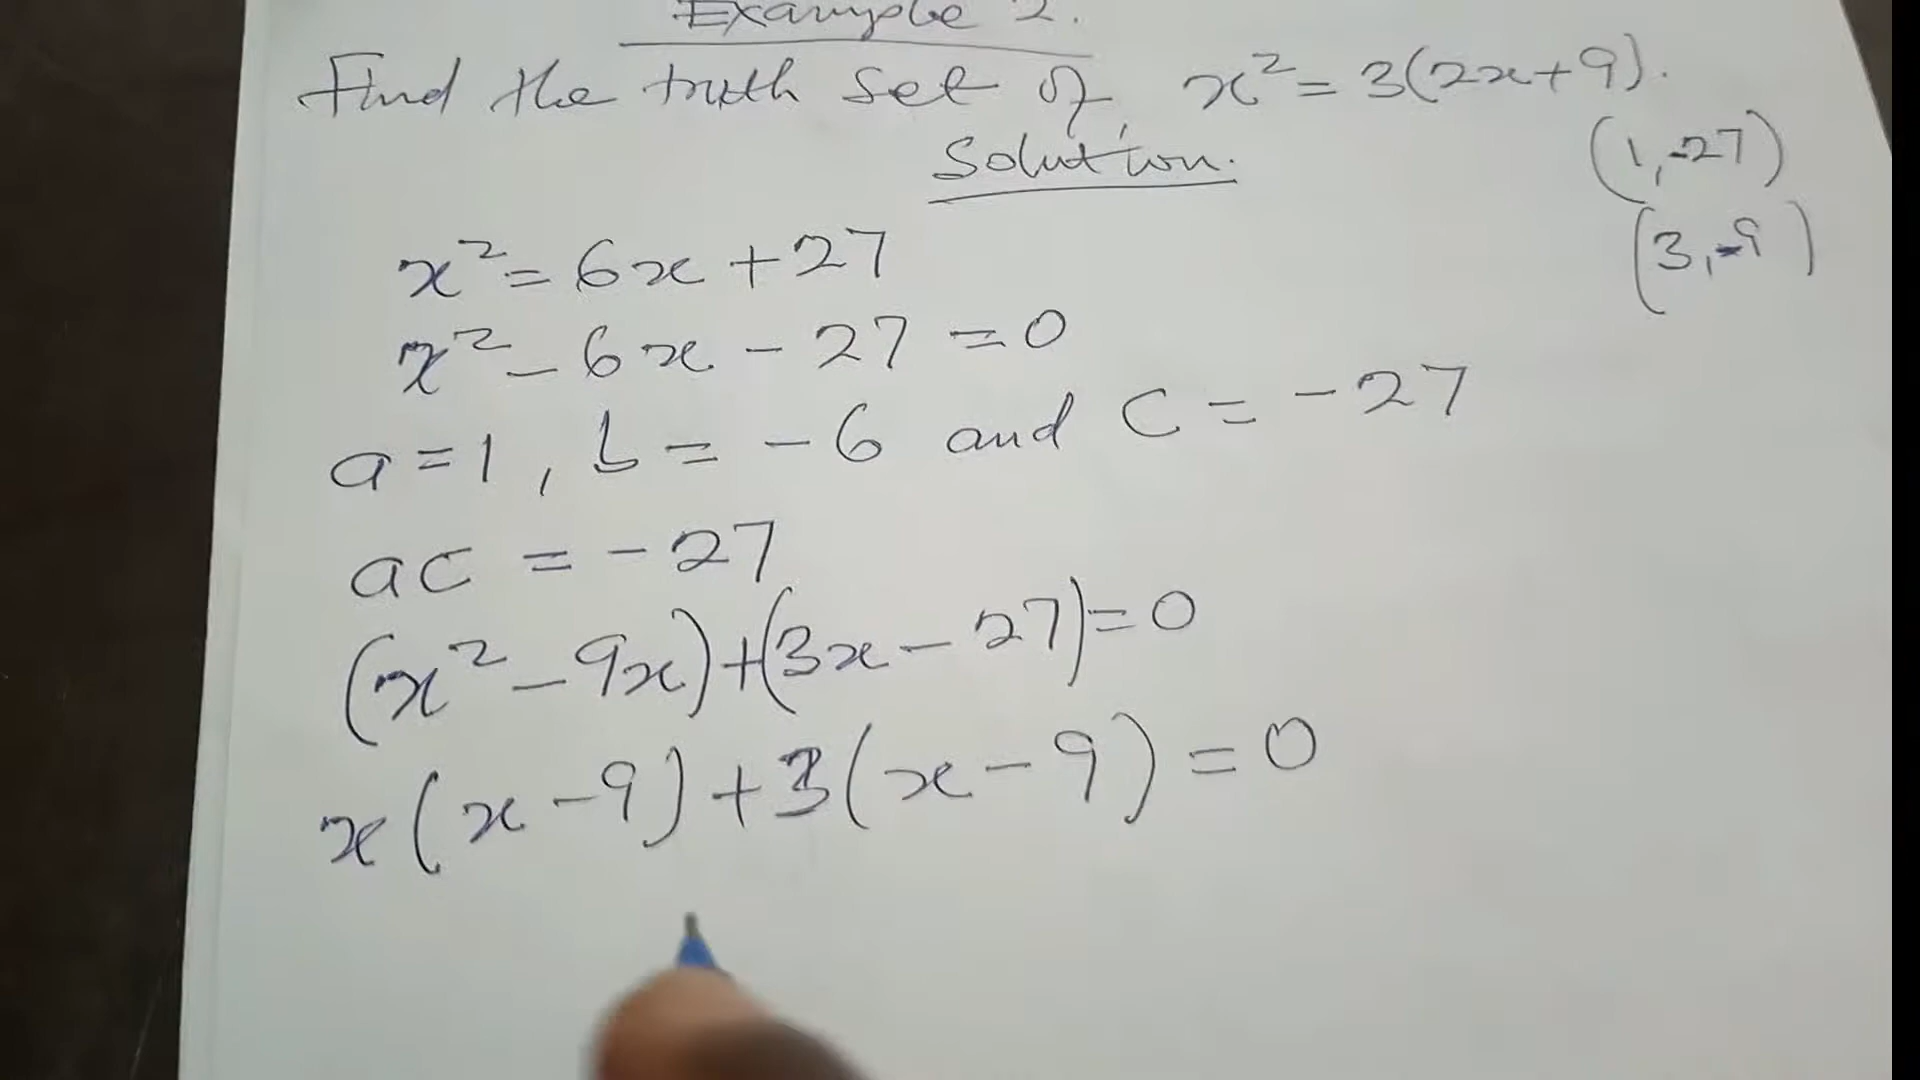 Example 2.
Find the truth set of, x² = 3(2x+9).
Solution.
(1, -27)
(3, -9)
x² = 6x + 27
x² - 6x - 27 = 0
a = 1, b = -6 and c = -27
ac = -27
(x² - 9x) + (3x - 27) = 0
x(x - 9) + 3(x - 9) = 0